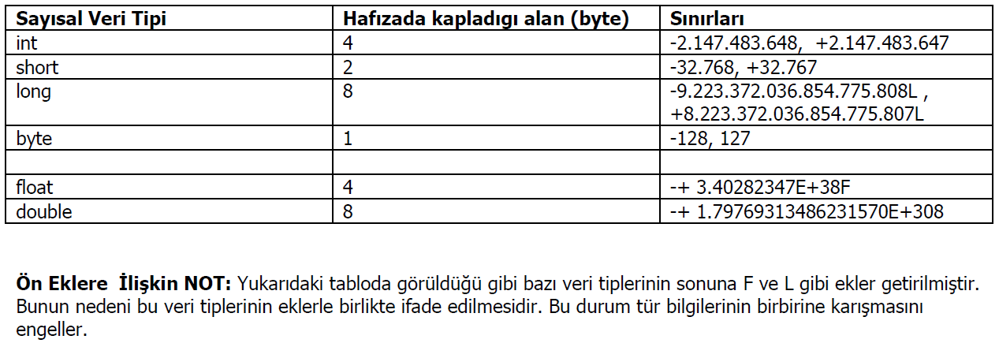 Sayısal Veri Tipi Hafızada kapladıgı alan (byte) Sınırları
int 4 -2.147.483.648,  +2.147.483.647
short 2 -32.768, +32.767
long 8 -9.223.372.036.854.775.808L ,
+8.223.372.036.854.775.807L
byte 1 -128, 127
float 4 -+ 3.40282347E+38F
double 8 -+ 1.79769313486231570E+308
Ön Eklere  İlişkin NOT: Yukarıdaki tabloda görüldüğü gibi bazı veri tiplerinin sonuna F ve L gibi ekler getirilmiştir.
Bunun nedeni bu veri tiplerinin eklerle birlikte ifade edilmesidir. Bu durum tür bilgilerinin birbirine karışmasını
engeller.